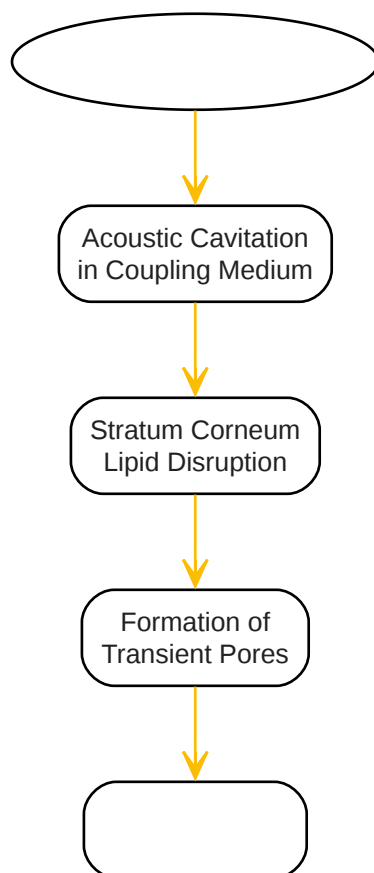 Acoustic Cavitation
in Coupling Medium
Stratum Corneum
Lipid Disruption
Formation of
Transient Pores